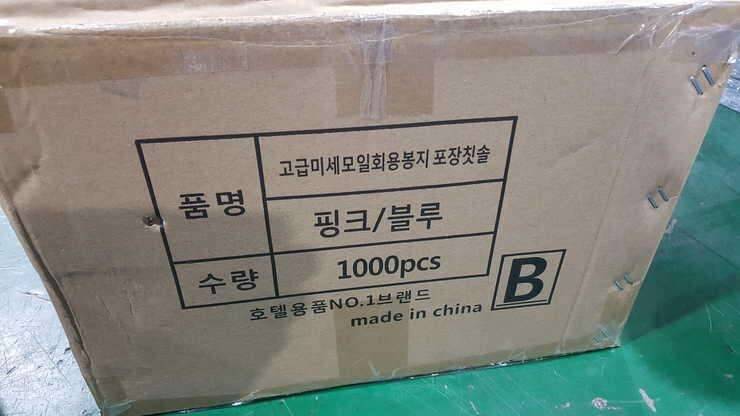 품명
고급미세모일회용봉지 포장칫솔
핑크/블루
수량
1000pcs
호텔용품NO.1브랜드
made in china
B